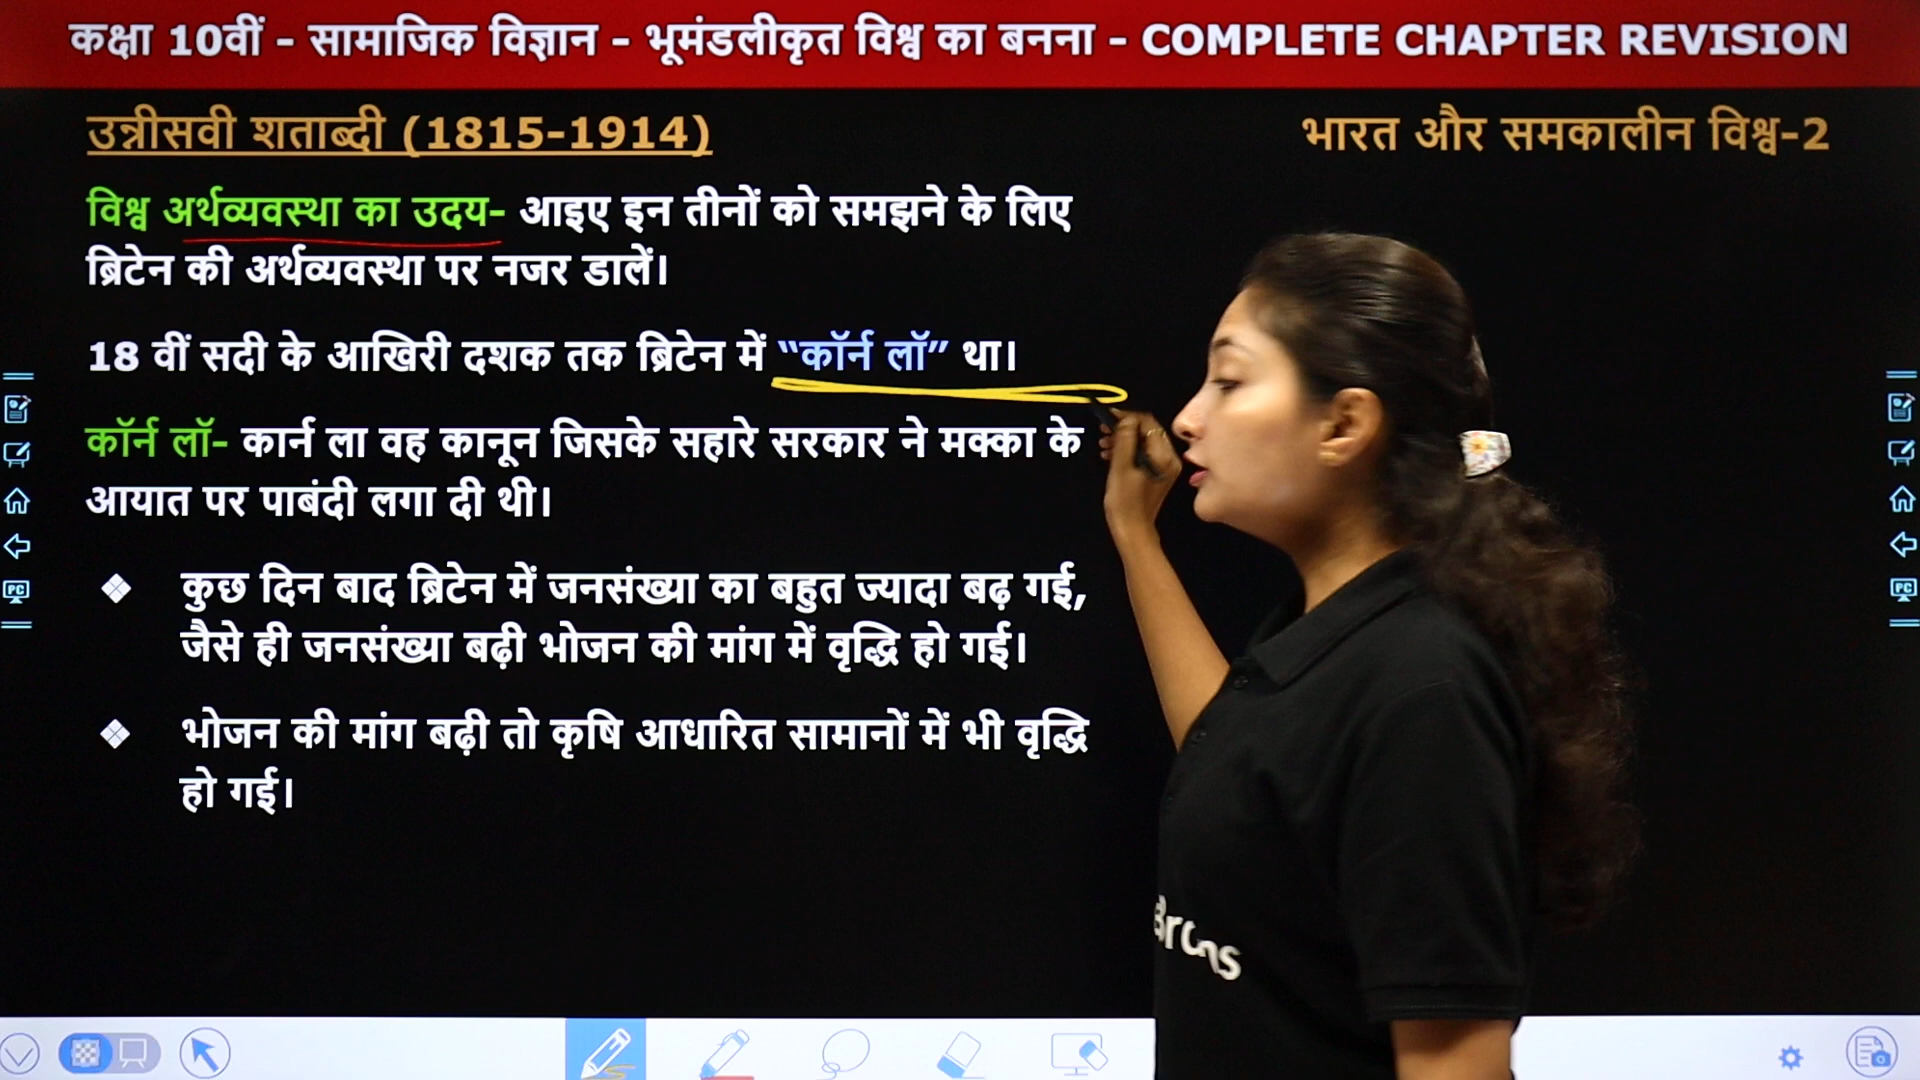 कक्षा 10वीं - सामाजिक विज्ञान - भूमंडलीकृत विश्व का बनना - COMPLETE CHAPTER REVISION
उन्नीसवी शताब्दी (1815-1914)
भारत और समकालीन विश्व-2
विश्व अर्थव्यवस्था का उदय- आइए इन तीनों को समझने के लिए
ब्रिटेन की अर्थव्यवस्था पर नजर डालें।
18 वीं सदी के आखिरी दशक तक ब्रिटेन में “कॉर्न लॉ” था।
कॉर्न लॉ- कार्न ला वह कानून जिसके सहारे सरकार ने मक्का के
आयात पर पाबंदी लगा दी थी।
❖ कुछ दिन बाद ब्रिटेन में जनसंख्या का बहुत ज्यादा बढ़ गई,
जैसे ही जनसंख्या बढ़ी भोजन की मांग में वृद्धि हो गई।
❖ भोजन की मांग बढ़ी तो कृषि आधारित सामानों में भी वृद्धि
हो गई।
PC
PC